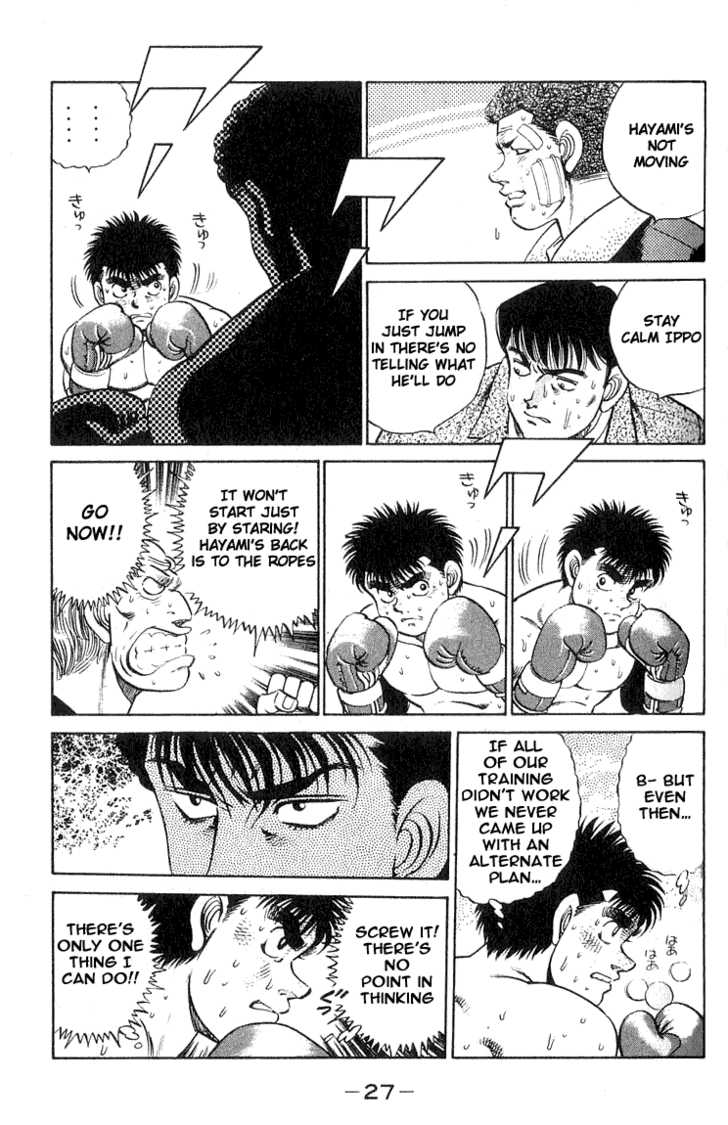 HAYAMI'S
NOT
MOVING
: : : :
きゅっ
きゅっ
STAY
CALM IPPO
IF YOU
JUST JUMP
IN THERE'S NO
TELLING WHAT
HE'LL DO
きゅっ
きゅっ
IT WON'T
START JUST
BY STARING!
HAYAMI'S BACK
IS TO THE ROPES
GO
NOW!!
B- BUT
EVEN
THEN...
IF ALL
OF OUR
TRAINING
DIDN'T WORK
WE NEVER
CAME UP
WITH AN
ALTERNATE
PLAN...
はぁ
はぁ
SCREW IT!
THERE'S
NO
POINT IN
THINKING
THERE'S
ONLY ONE
THING I
CAN DO!!
-27-